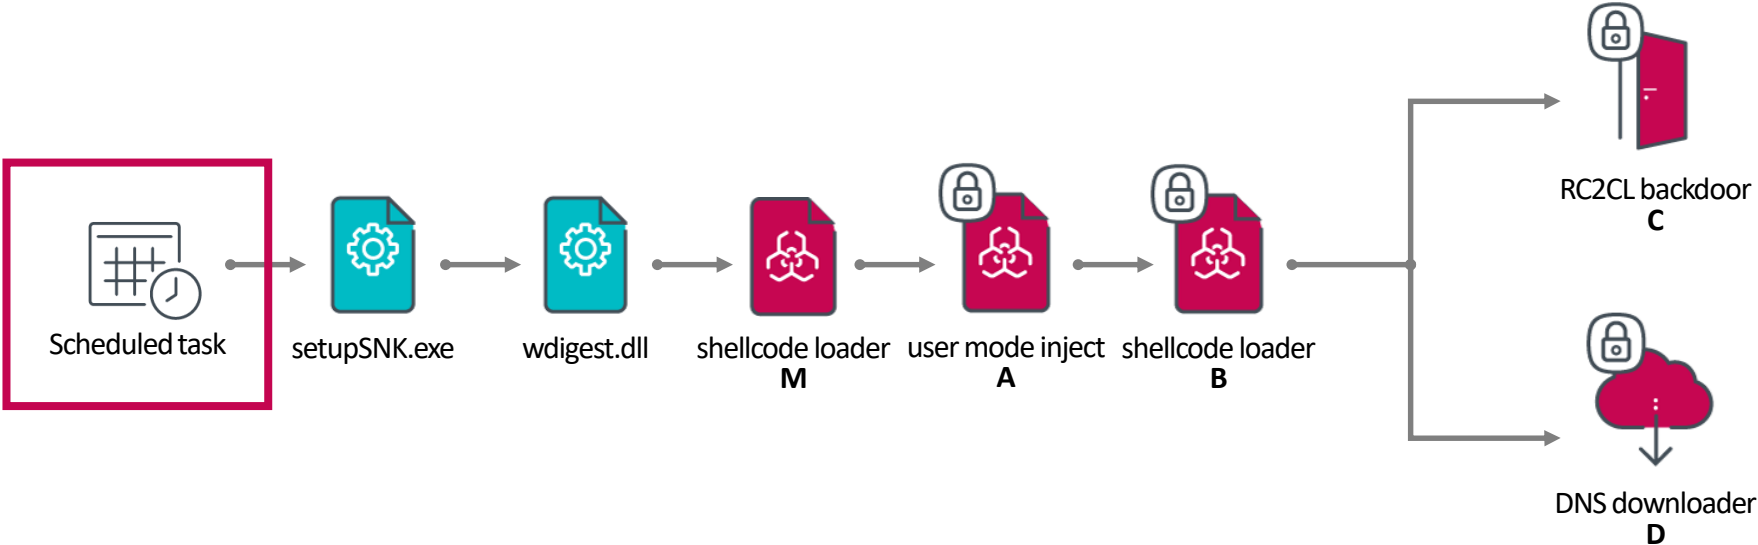 Scheduled task
setupSNK.exe
wdigest.dll
shellcode loader
M
user mode inject
A
shellcode loader
B
RC2CL backdoor
C
DNS downloader
D